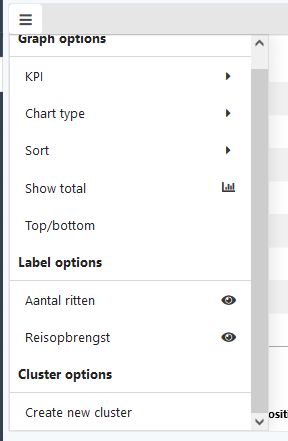 Graph options
KPI
Chart type
Sort
Show total
Top/bottom
Label options
Aantal ritten
Reisopbrengst
Cluster options
Create new cluster